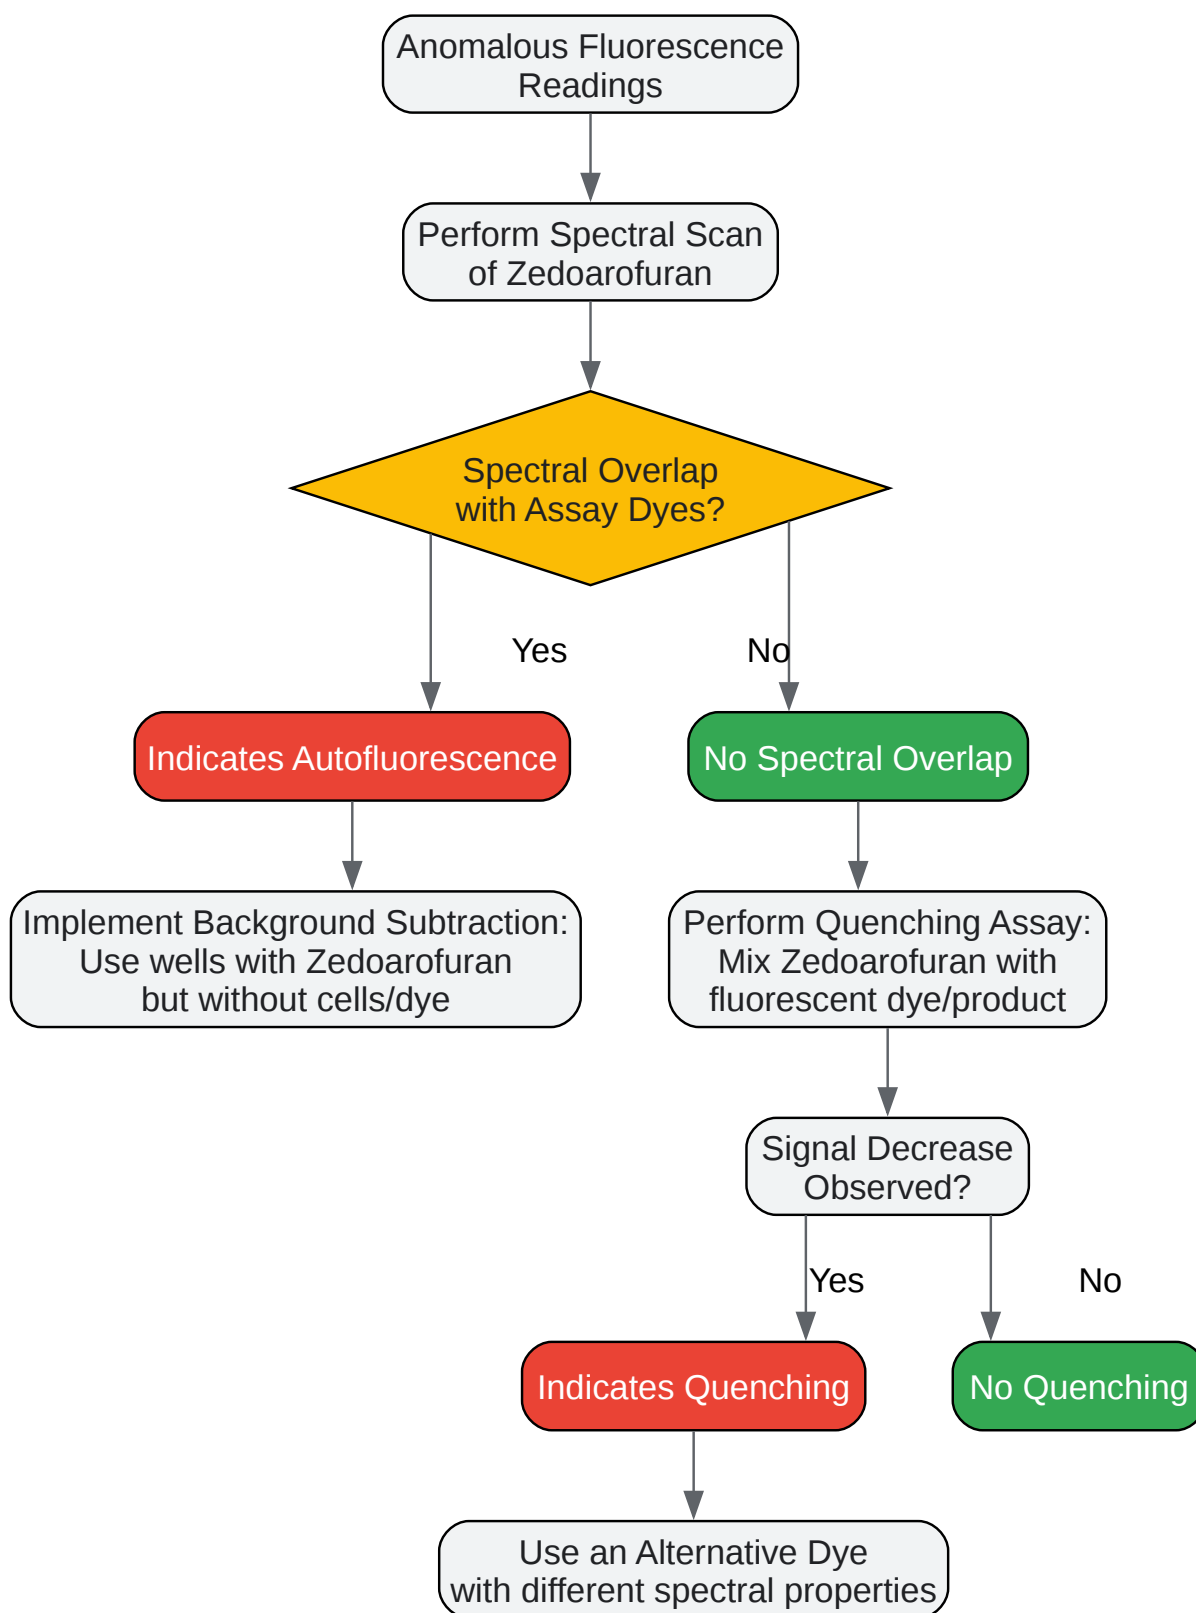 Anomalous Fluorescence
Readings
Perform Spectral Scan
of Zedoarofuran
Spectral Overlap
with Assay Dyes?
Yes
No
Indicates Autofluorescence
No Spectral Overlap
Implement Background Subtraction:
Use wells with Zedoarofuran
but without cells/dye
Perform Quenching Assay:
Mix Zedoarofuran with
fluorescent dye/product
Signal Decrease
Observed?
Yes
No
Indicates Quenching
No Quenching
Use an Alternative Dye
with different spectral properties